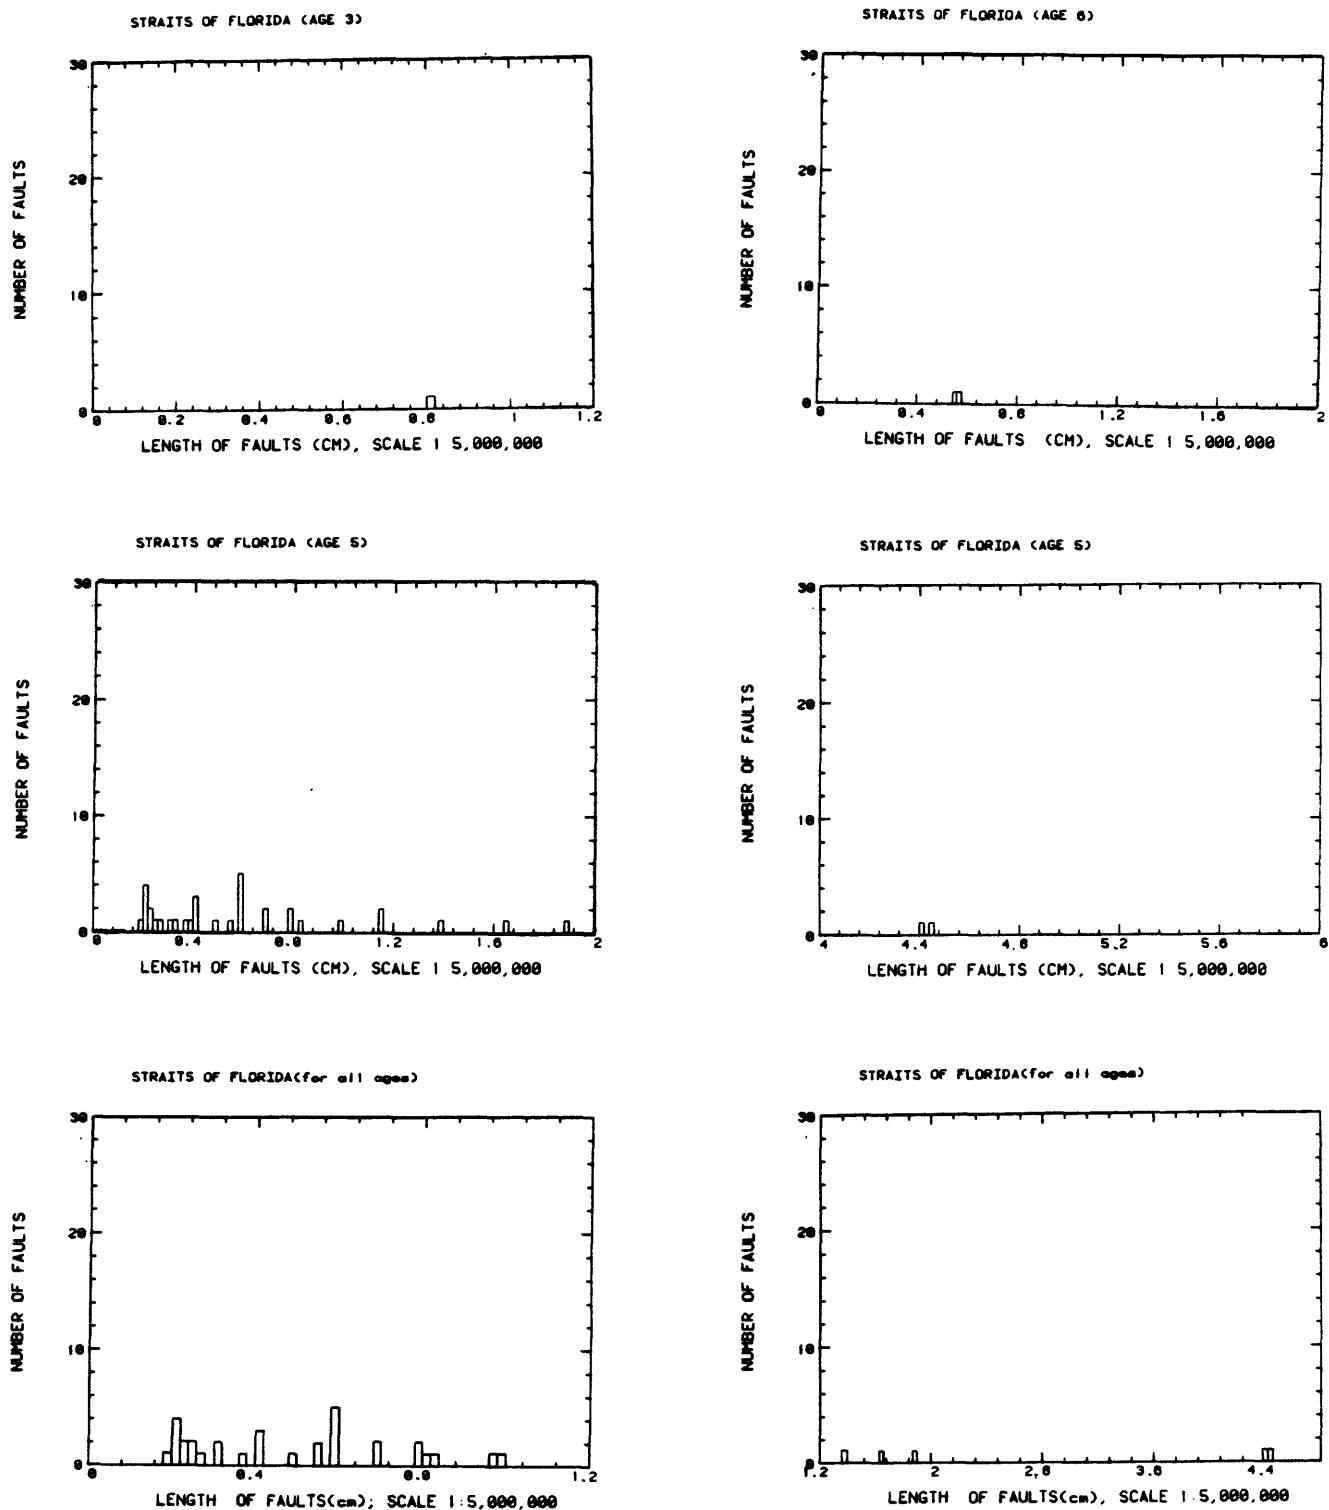 STRAITS OF FLORIDA (AGE 3)
30
20
10
0
NUMBER OF FAULTS
0 0.2 0.4 0.6 0.8 1 1.2
LENGTH OF FAULTS (CM), SCALE 1 5,000,000
STRAITS OF FLORIDA (AGE 6)
30
20
10
0
NUMBER OF FAULTS
0 0.4 0.8 1.2 1.6 2
LENGTH OF FAULTS (CM), SCALE 1 5,000,000
STRAITS OF FLORIDA (AGE 5)
30
20
10
0
NUMBER OF FAULTS
0 0.4 0.8 1.2 1.6 2
LENGTH OF FAULTS (CM), SCALE 1 5,000,000
STRAITS OF FLORIDA (AGE 5)
30
20
10
0
NUMBER OF FAULTS
4 4.4 4.8 5.2 5.6 6
LENGTH OF FAULTS (CM), SCALE 1 5,000,000
STRAITS OF FLORIDA(for all ages)
30
20
10
0
NUMBER OF FAULTS
0 0.4 0.8 1.2
LENGTH OF FAULTS(cm); SCALE 1:5,000,000
STRAITS OF FLORIDA(for all ages)
30
20
10
0
NUMBER OF FAULTS
1.2 2 2.8 3.6 4.4
LENGTH OF FAULTS(cm), SCALE 1:5,000,000